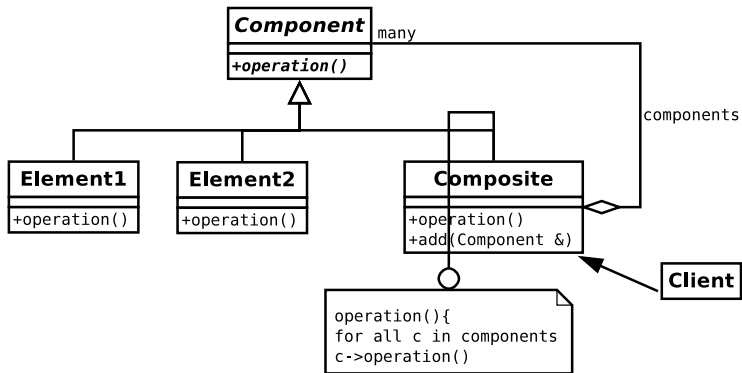 Component
many
+operation()
components
Element1
+operation()
Element2
+operation()
Composite
+operation()
+add(Component &)
Client
operation(){
for all c in components
c->operation()